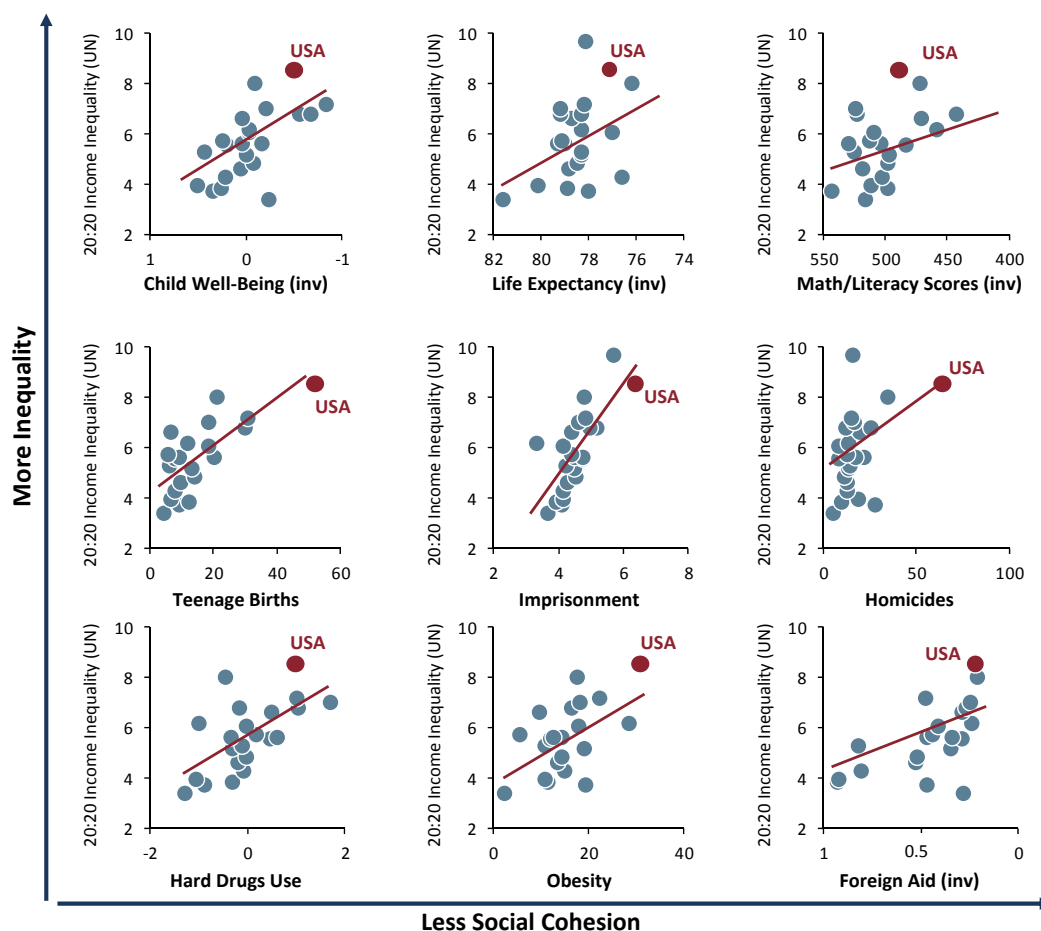 More Inequality
20:20 Income Inequality (UN)
10
8
6
4
2
USA
1
0
-1
Child Well-Being (inv)
20:20 Income Inequality (UN)
10
8
6
4
2
USA
82
80
78
76
74
Life Expectancy (inv)
20:20 Income Inequality (UN)
10
8
6
4
2
USA
550
500
450
400
Math/Literacy Scores (inv)
20:20 Income Inequality (UN)
10
8
6
4
2
USA
0
20
40
60
Teenage Births
20:20 Income Inequality (UN)
10
8
6
4
2
USA
2
4
6
8
Imprisonment
20:20 Income Inequality (UN)
10
8
6
4
2
USA
0
50
100
Homicides
20:20 Income Inequality (UN)
10
8
6
4
2
USA
-2
0
2
Hard Drugs Use
20:20 Income Inequality (UN)
10
8
6
4
2
USA
0
20
40
Obesity
20:20 Income Inequality (UN)
10
8
6
4
2
USA
1
0.5
0
Foreign Aid (inv)
Less Social Cohesion